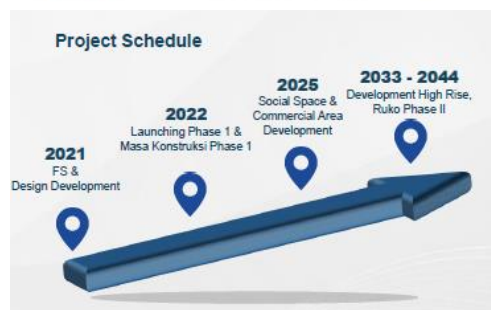 Project Schedule
2021
FS &
Design Development
2022
Launching Phase 1 &
Masa Konstruksi Phase 1
2025
Social Space &
Commercial Area
Development
2033 - 2044
Development High Rise,
Ruko Phase II